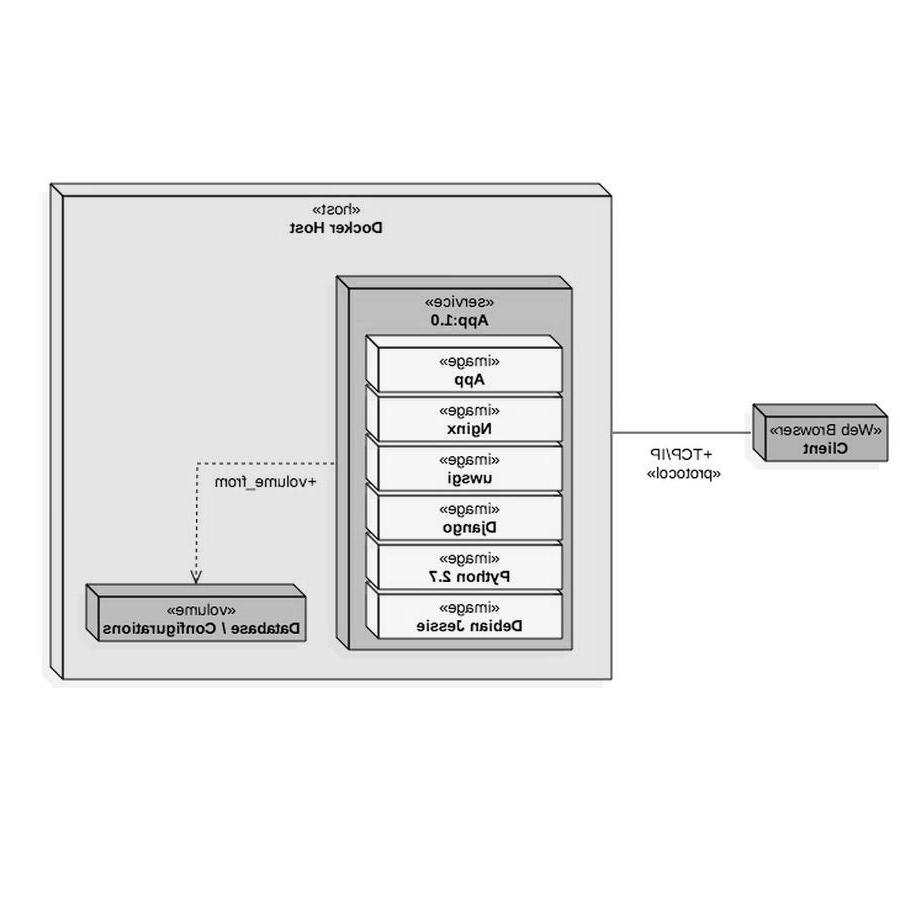 «host»
Docker Host
«service»
App:1.0
«image»
App
«image»
Nginx
«image»
uwsgi
«image»
Django
«image»
Python 2.7
«image»
Debian Jessie
«Web Browser»
Client
+TCP/IP
«protocol»
+volume_from
«volume»
Database / Configurations